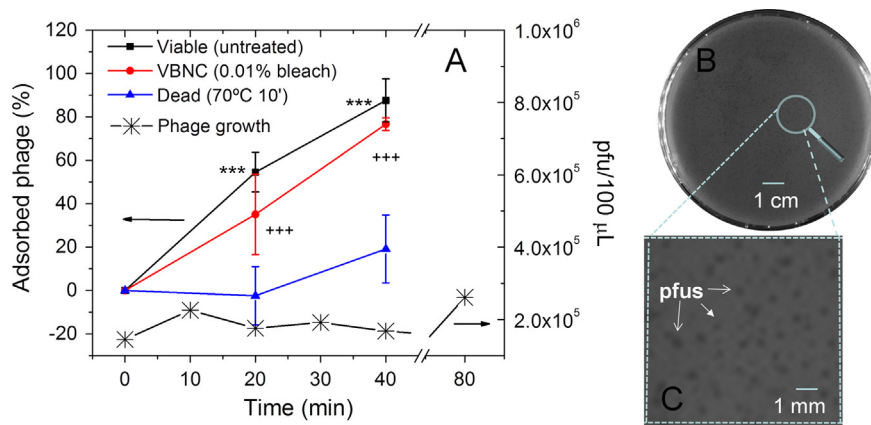 A
Viable (untreated)
VBNC (0.01% bleach)
Dead (70ºC 10')
Phage growth
Adsorbed phage (%)
120
100
80
60
40
20
0
-20
***
***
+++
+++
0
10
20
30
40
80
Time (min)
1.0x10⁶
8.0x10⁵
6.0x10⁵
4.0x10⁵
2.0x10⁵
pfu/100 µL
B
1 cm
pfus
C
1 mm